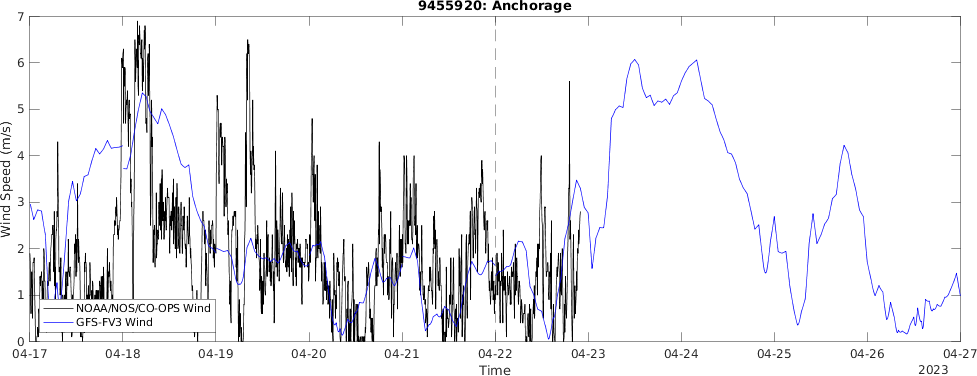 9455920: Anchorage
Wind Speed (m/s)
7
6
5
4
3
2
1
0
NOAA/NOS/CO-OPS Wind
GFS-FV3 Wind
04-17 04-18 04-19 04-20 04-21 04-22 04-23 04-24 04-25 04-26 04-27
Time
2023